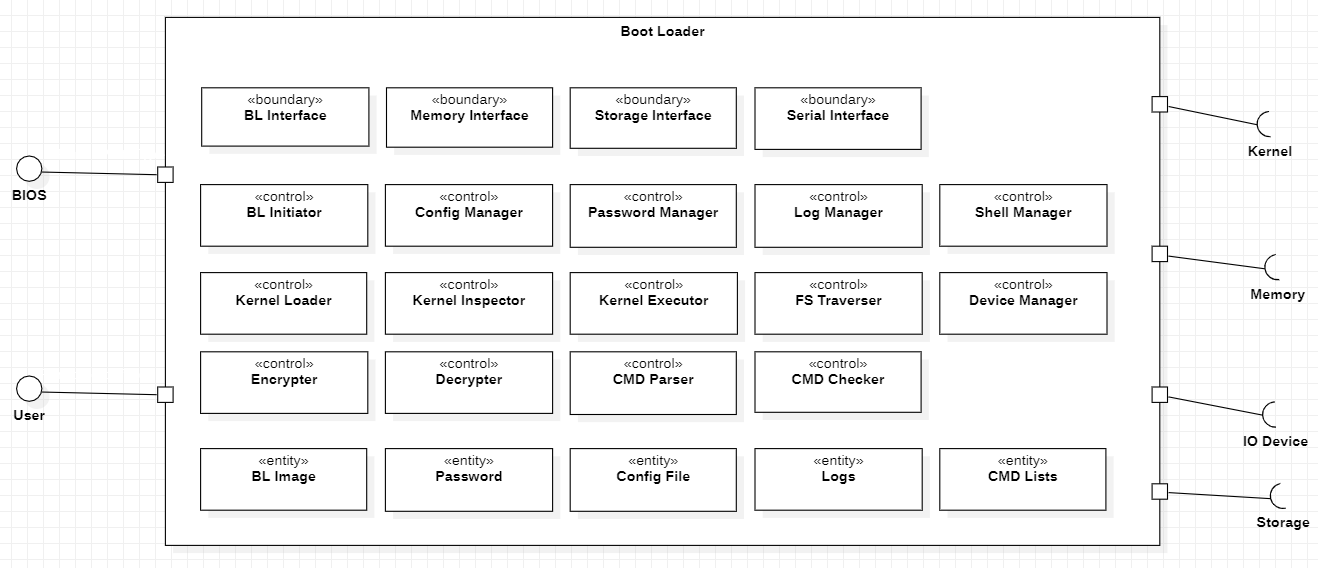 Boot Loader
«boundary»
BL Interface
«boundary»
Memory Interface
«boundary»
Storage Interface
«boundary»
Serial Interface
Kernel
BIOS
«control»
BL Initiator
«control»
Config Manager
«control»
Password Manager
«control»
Log Manager
«control»
Shell Manager
«control»
Kernel Loader
«control»
Kernel Inspector
«control»
Kernel Executor
«control»
FS Traverser
«control»
Device Manager
Memory
«control»
Encrypter
«control»
Decrypter
«control»
CMD Parser
«control»
CMD Checker
User
IO Device
«entity»
BL Image
«entity»
Password
«entity»
Config File
«entity»
Logs
«entity»
CMD Lists
Storage